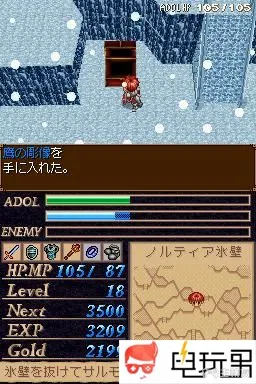 ADOL HP 105/105
鷹の彫像を
手に入れた。
ADOL
ENEMY
HP.MP 105/ 87
Level 18
Next 3500
EXP 3209
Gold 2199
ノルティア氷壁
氷壁を抜けてサルモ
电玩男